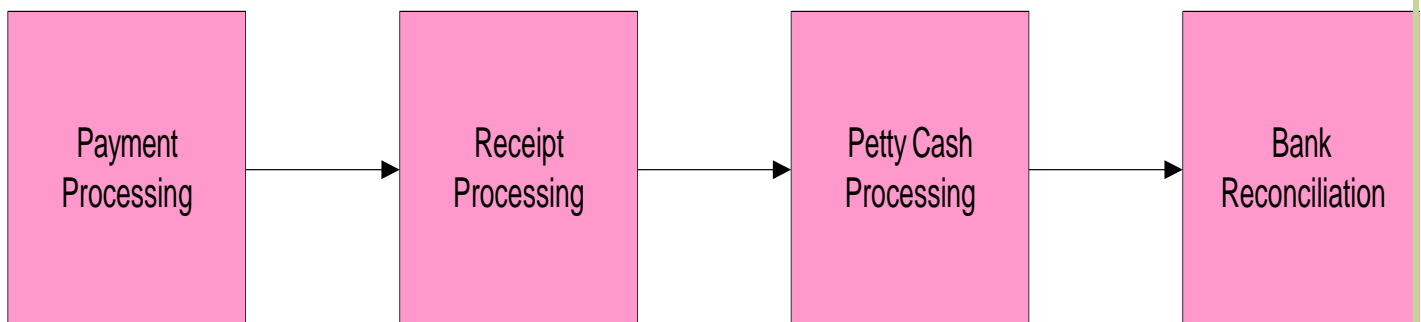 Payment
Processing
Receipt
Processing
Petty Cash
Processing
Bank
Reconciliation